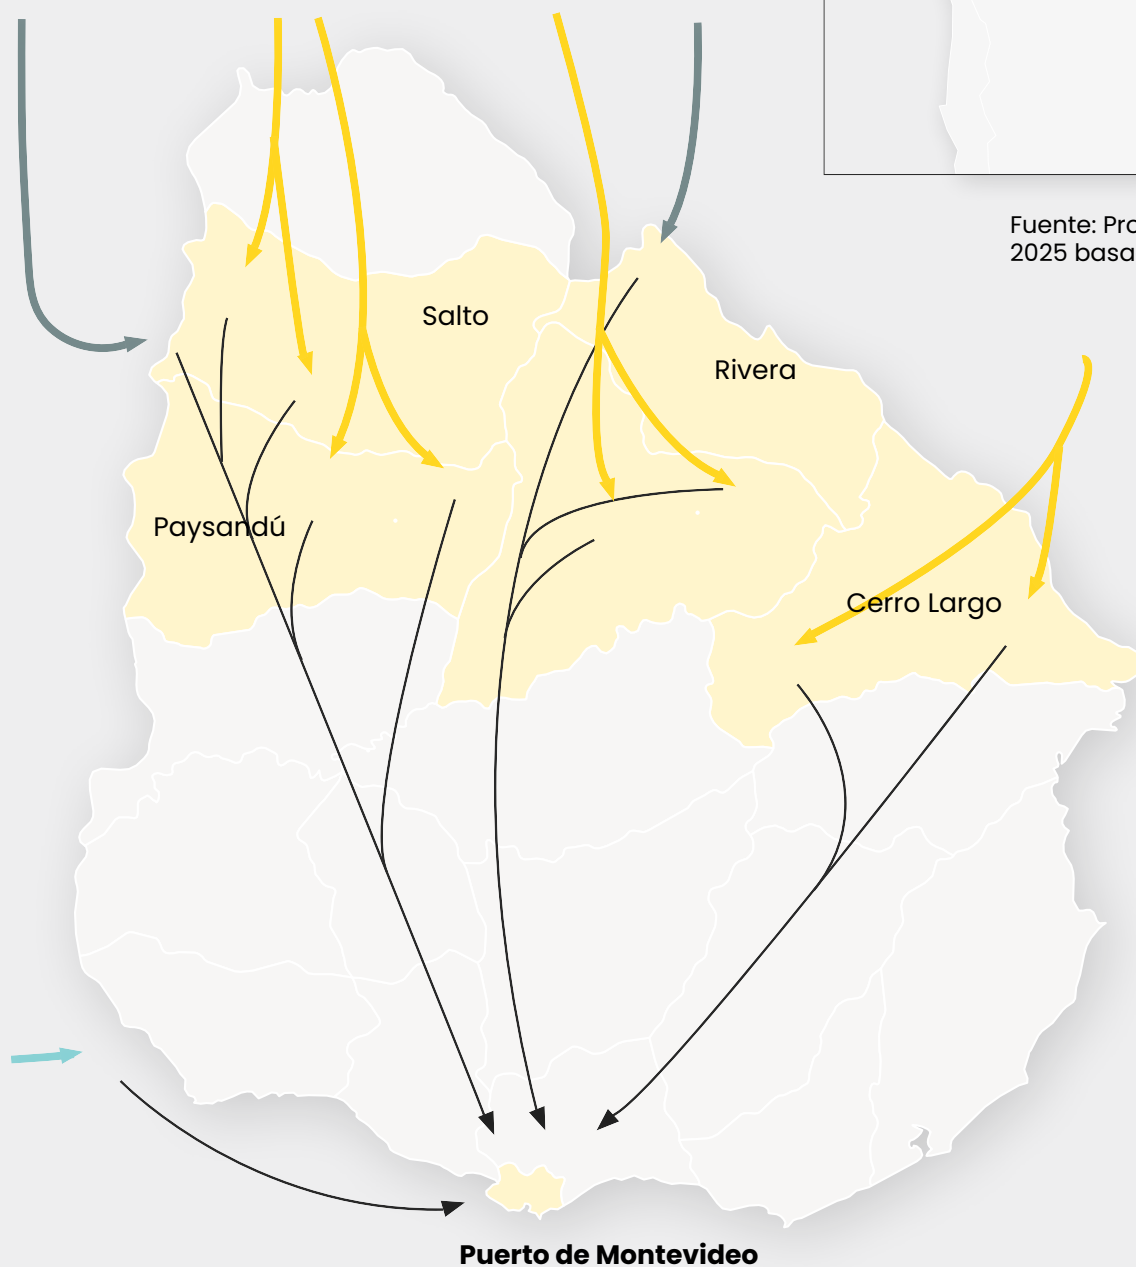 Fuente: Pro
2025 basa
Salto
Rivera
Paysandú
Cerro Largo
Puerto de Montevideo